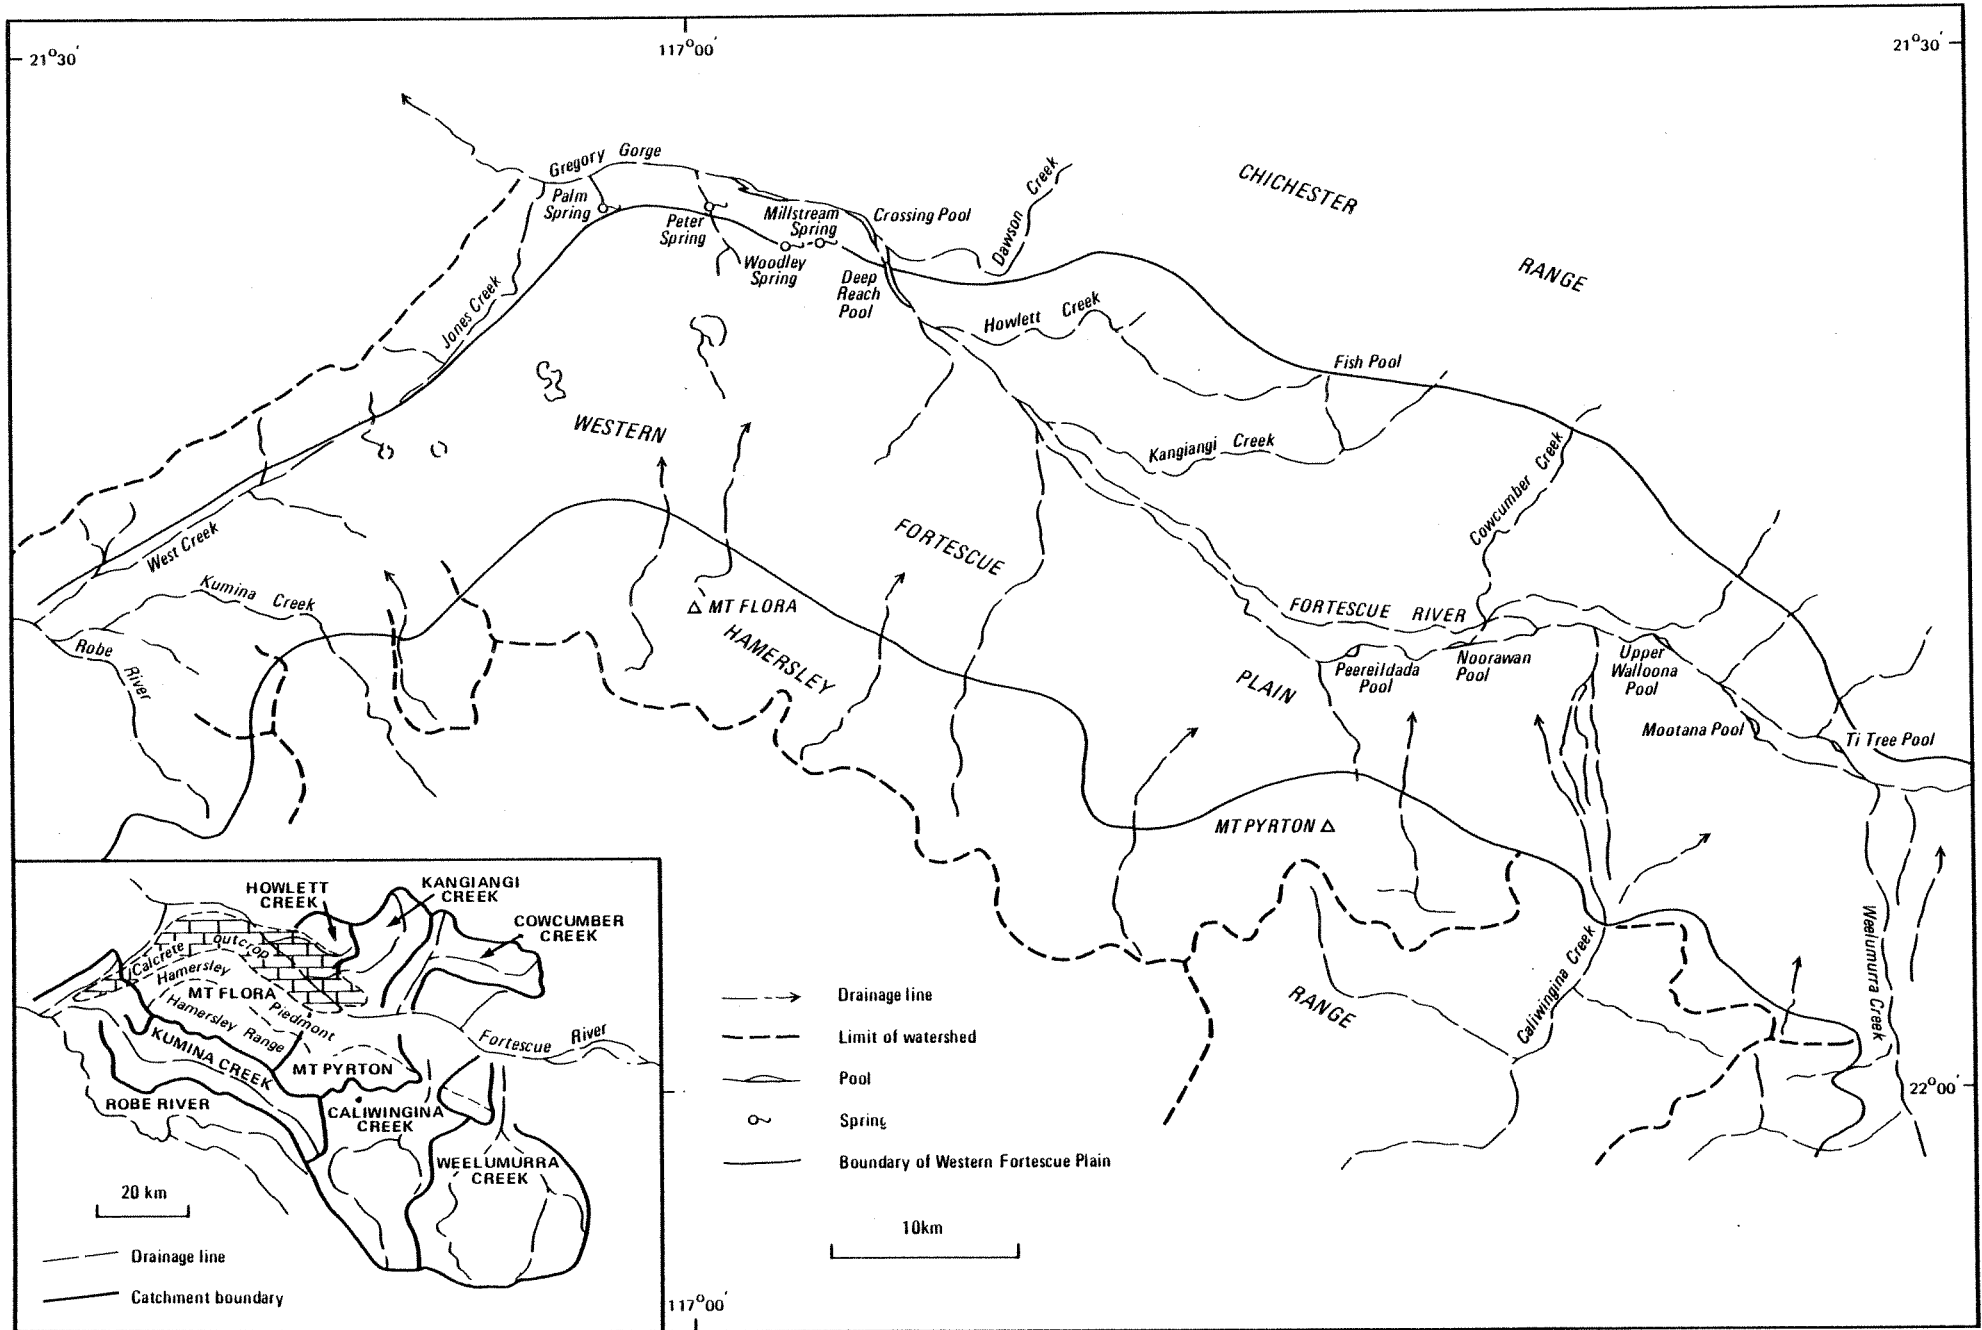 21°30′
117°00′
21°30′
Gregory Gorge
Palm
Spring
Peter
Spring
Millstream
Spring
Woodley
Spring
Crossing Pool
Deep
Reach
Pool
Dawson Creek
CHICHESTER
RANGE
Jones Creek
Howlett Creek
Fish Pool
WESTERN
Kangiangi Creek
Cowcumber Creek
West Creek
FORTESCUE
Kumina Creek
MT FLORA
FORTESCUE RIVER
HAMERSLEY
Robe River
PLAIN
Peereildada
Pool
Noorawan
Pool
Upper
Walloona
Pool
Mootana Pool
Ti Tree Pool
MT PYRTON
RANGE
Caliwingina Creek
Weelumurra Creek
22°00′
Drainage line
Limit of watershed
Pool
Spring
Boundary of Western Fortescue Plain
10km
117°00′
HOWLETT
CREEK
KANGIANGI
CREEK
COWCUMBER
CREEK
Calcrete outcrop
Hamersley Piedmont
MT FLORA
Hamersley Range
KUMINA CREEK
MT PYRTON
Fortescue River
ROBE RIVER
CALIWINGINA
CREEK
WEELUMURRA
CREEK
20 km
Drainage line
Catchment boundary